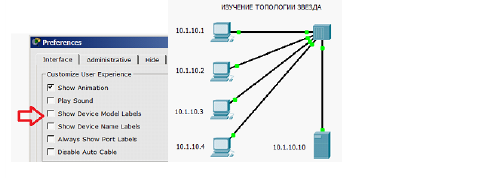 Preferences
Interface Administrative Hide
Customize User Experience
Show Animation
Play Sound
Show Device Model Labels
Show Device Name Labels
Always Show Port Labels
Disable Auto Cable
ИЗУЧЕНИЕ ТОПОЛОГИИ ЗВЕЗДА
10.1.10.1
10.1.10.2
10.1.10.3
10.1.10.4
10.1.10.10